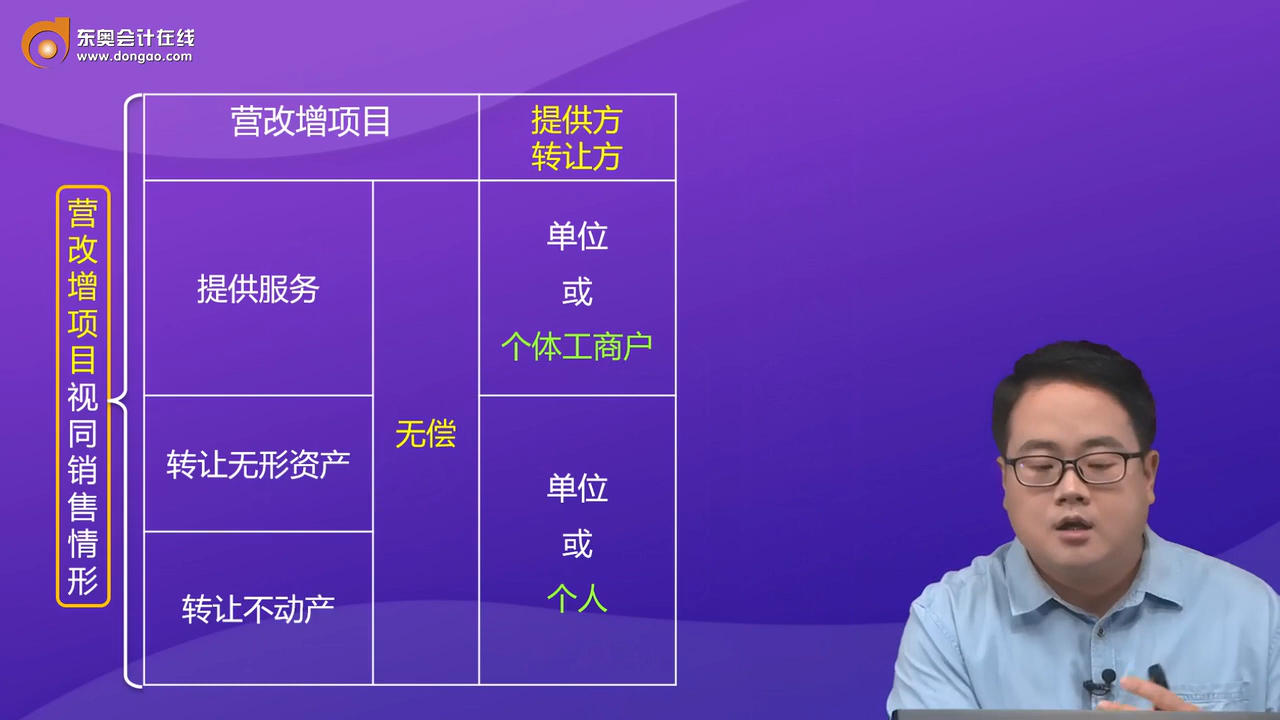 东奥会计在线
www.dongao.com
营改增项目视同销售情形
营改增项目
提供方
转让方
提供服务
无偿
单位
或
个体工商户
转让无形资产
单位
或
个人
转让不动产